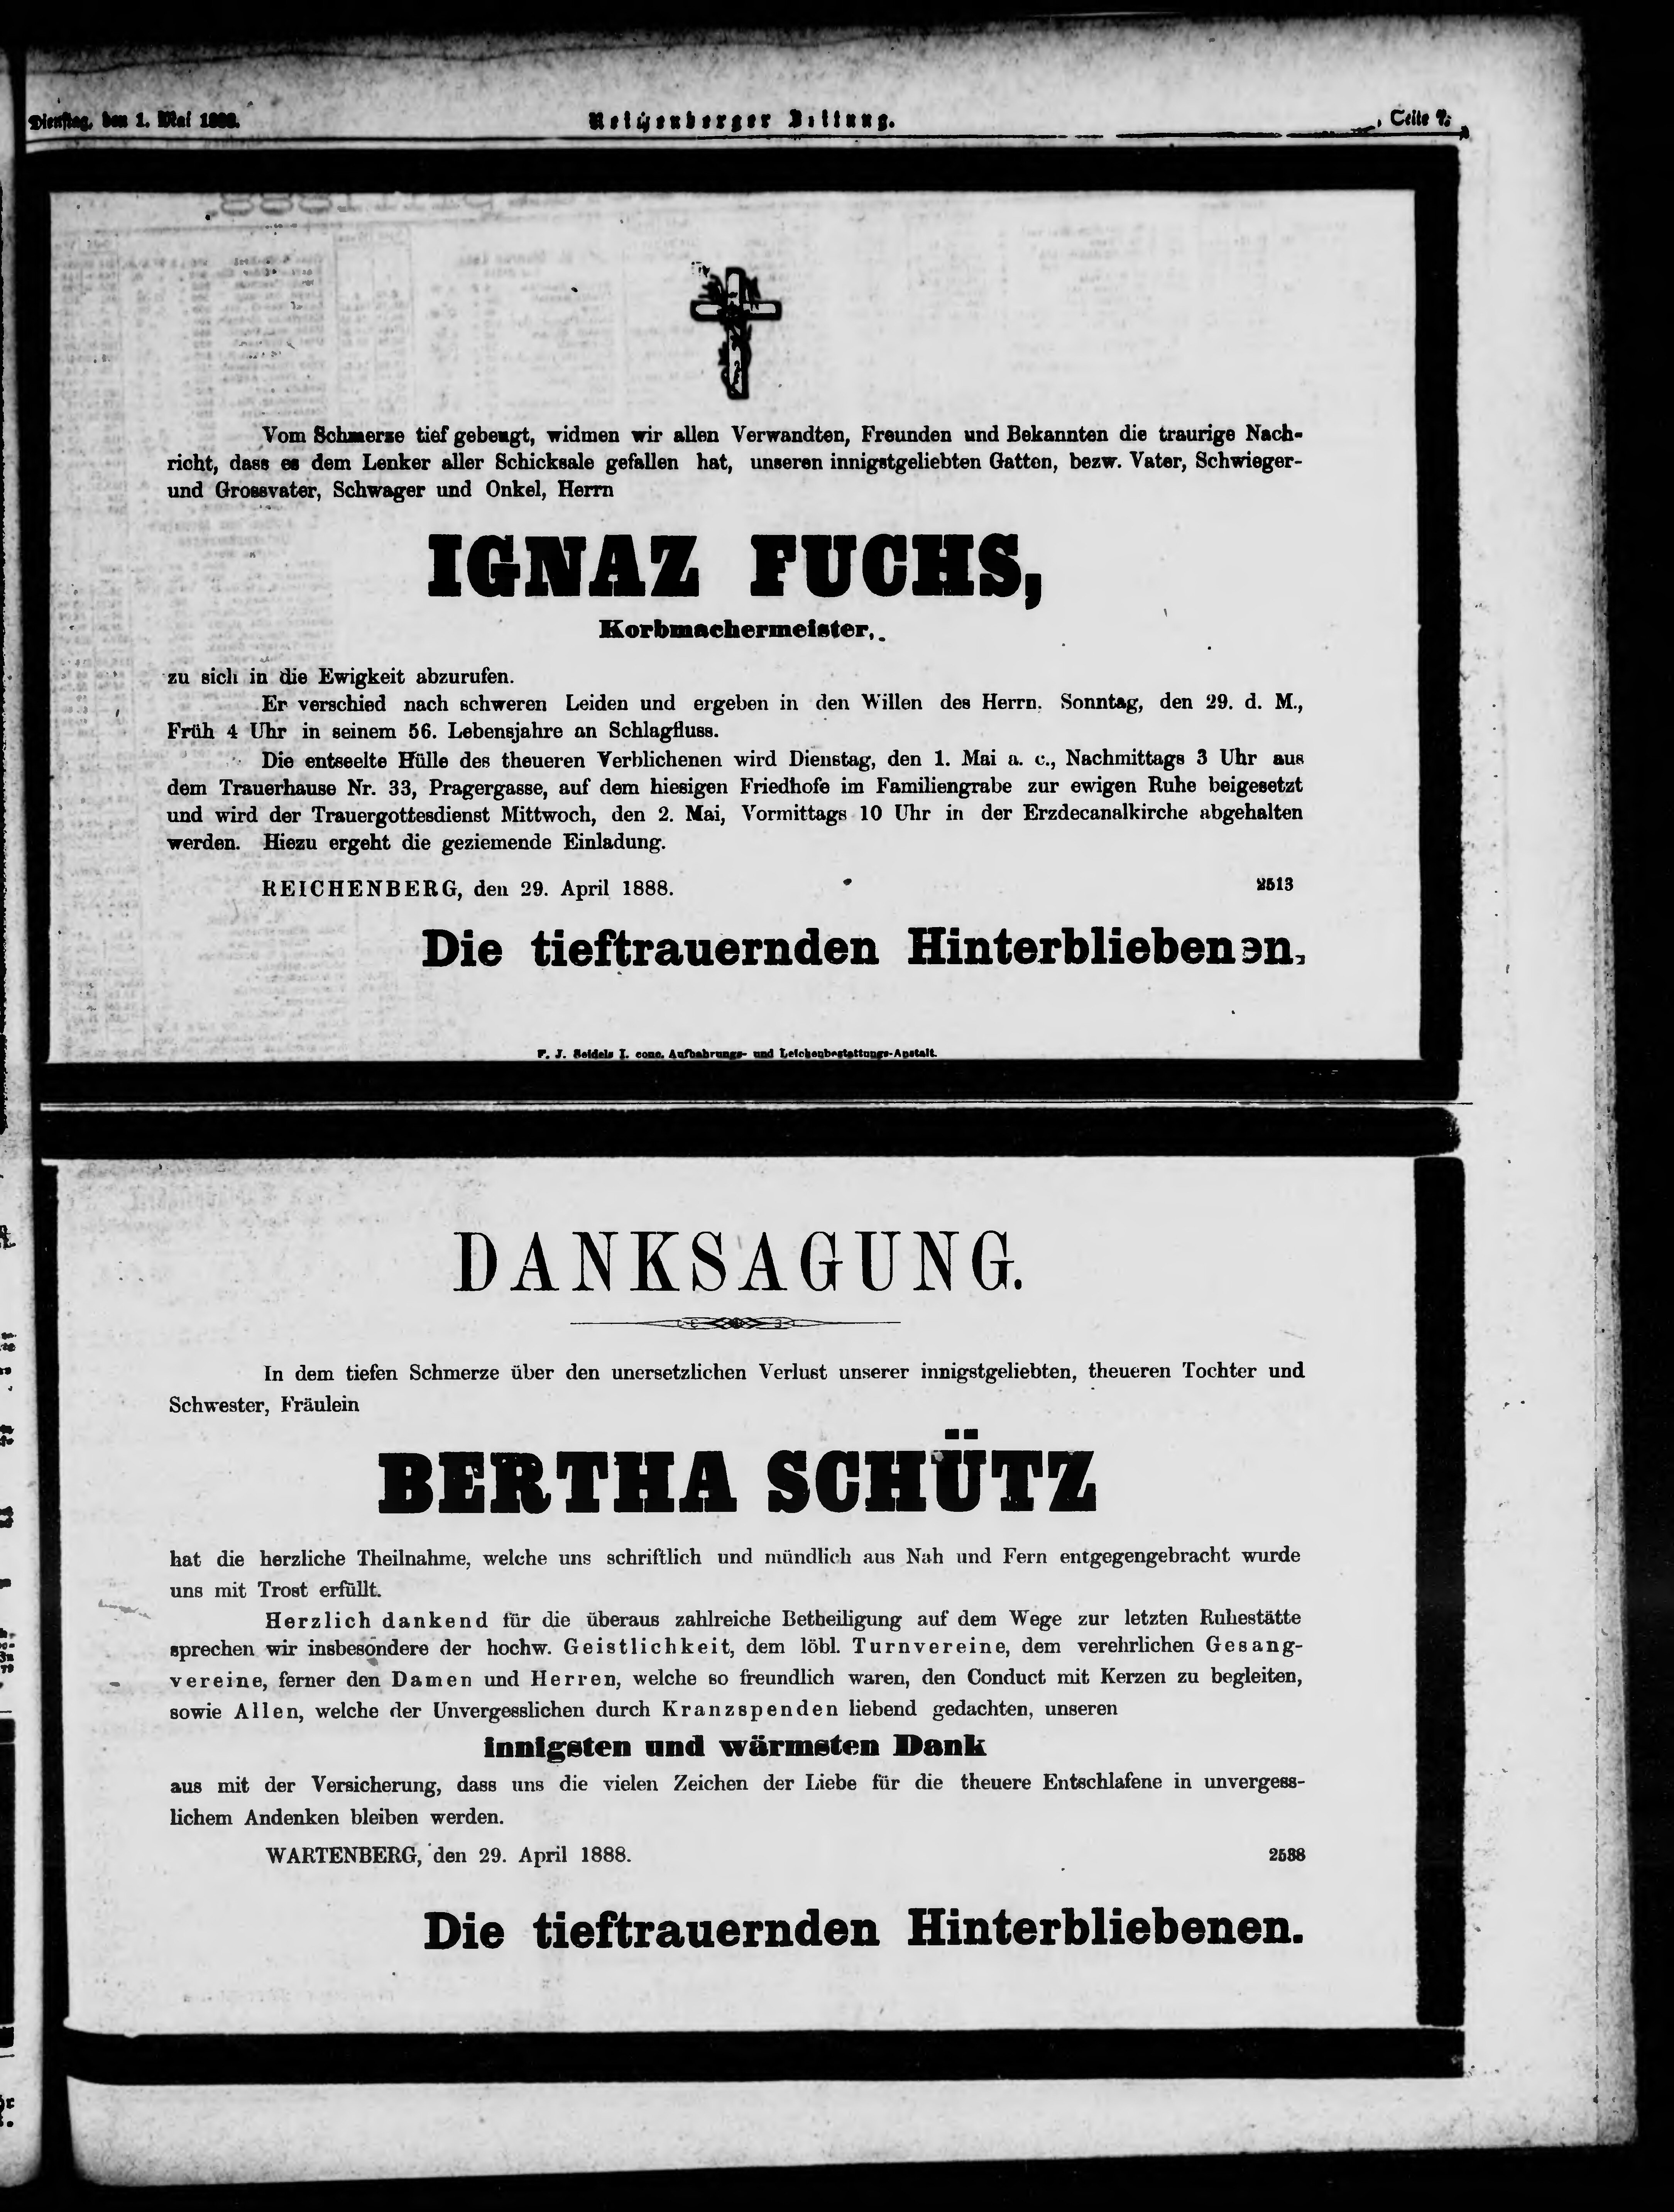 Dienstag, den 1. Mai 1888.
Reichenberger Zeitung.
Seite
Vom Schmerze tief gebeugt, widmen wir allen Verwandten, Freunden und Bekannten die traurige Nach-
richt, dass es dem Lenker aller Schicksale gefallen hat, unseren innigstgeliebten Gatten, bezw. Vater, Schwieger-
und Grossvater, Schwager und Onkel, Herrn
IGNAZ FUCHS,
Korbmachermeister,
zu sich in die Ewigkeit abzurufen.
Er verschied nach schweren Leiden und ergeben in den Willen des Herrn, Sonntag, den 29. d. M.,
Früh 4 Uhr in seinem 56. Lebensjahre an Schlagfluss.
Die entseelte Hülle des theueren Verblichenen wird Dienstag, den 1. Mai a. c., Nachmittags 3 Uhr aus
dem Trauerhause Nr. 33, Pragergasse, auf dem hiesigen Friedhofe im Familiengrabe zur ewigen Ruhe beigesetzt
und wird der Trauergottesdienst Mittwoch, den 2. Mai, Vormittags 10 Uhr in der Erzdecanalkirche abgehalten
werden. Hiezu ergeht die geziemende Einladung.
REICHENBERG, den 29. April 1888. 2513
Die tieftrauernden Hinterbliebenen.
F. J. Seidels I. conc. Aufbahrungs- und Leichenbestattungs-Anstalt.
DANKSAGUNG.
In dem tiefen Schmerze über den unersetzlichen Verlust unserer innigstgeliebten, theueren Tochter und
Schwester, Fräulein
BERTHA SCHÜTZ
hat die herzliche Theilnahme, welche uns schriftlich und mündlich aus Nah und Fern entgegengebracht wurde
uns mit Trost erfüllt.
Herzlich dankend für die überaus zahlreiche Betheiligung auf dem Wege zur letzten Ruhestätte
sprechen wir insbesondere der hochw. Geistlichkeit, dem löbl. Turnvereine, dem verehrlichen Gesang-
vereine, ferner den Damen und Herren, welche so freundlich waren, den Conduct mit Kerzen zu begleiten,
sowie Allen, welche der Unvergesslichen durch Kranzspenden liebend gedachten, unseren
innigsten und wärmsten Dank
aus mit der Versicherung, dass uns die vielen Zeichen der Liebe für die theuere Entschlafene in unvergess-
lichem Andenken bleiben werden.
WARTENBERG, den 29. April 1888. 2538
Die tieftrauernden Hinterbliebenen.